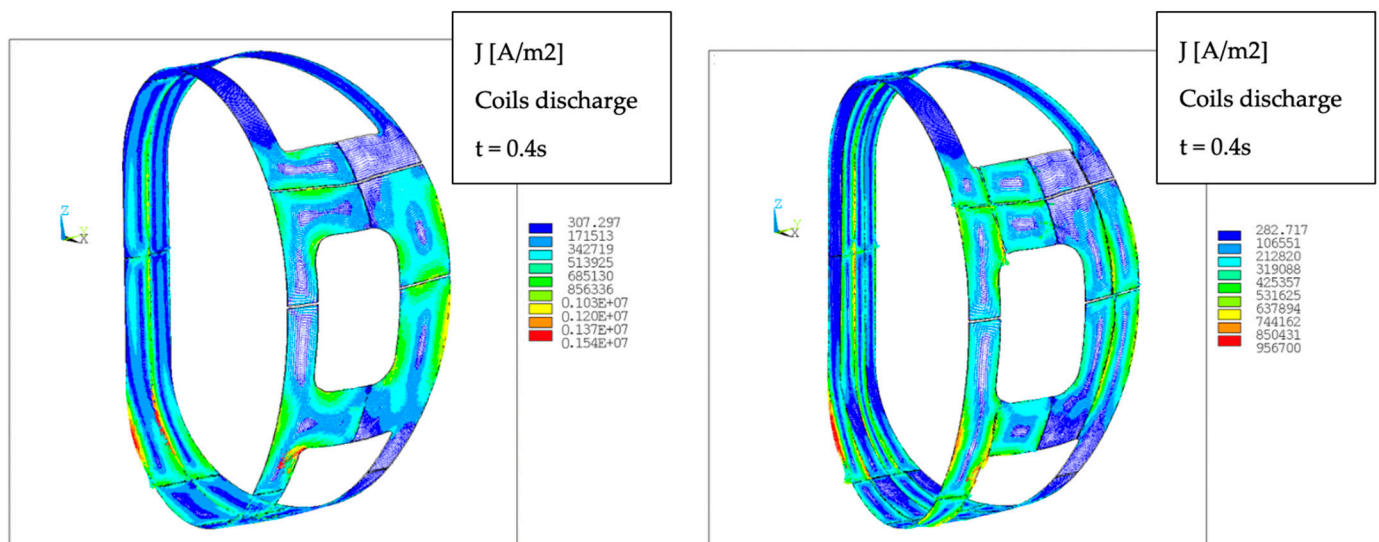 J [A/m2]
Coils discharge
t = 0.4s
Z
X
307.297
171513
342719
513925
685130
856336
0.103E+07
0.120E+07
0.137E+07
0.154E+07
J [A/m2]
Coils discharge
t = 0.4s
Z
Y
X
282.717
106551
212820
319088
425357
531625
637894
744162
850431
956700